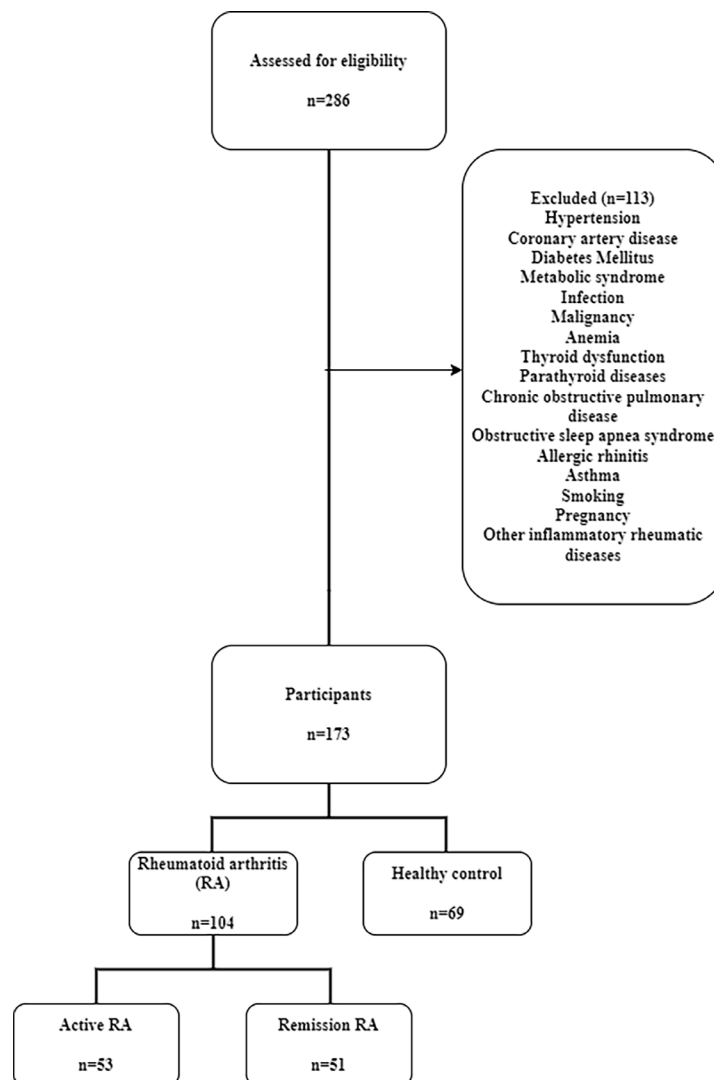 Assessed for eligibility
n=286
Excluded (n=113)
Hypertension
Coronary artery disease
Diabetes Mellitus
Metabolic syndrome
Infection
Malignancy
Anemia
Thyroid dysfunction
Parathyroid diseases
Chronic obstructive pulmonary
disease
Obstructive sleep apnea syndrome
Allergic rhinitis
Asthma
Smoking
Pregnancy
Other inflammatory rheumatic
diseases
Participants
n=173
Rheumatoid arthritis
(RA)
n=104
Healthy control
n=69
Active RA
n=53
Remission RA
n=51